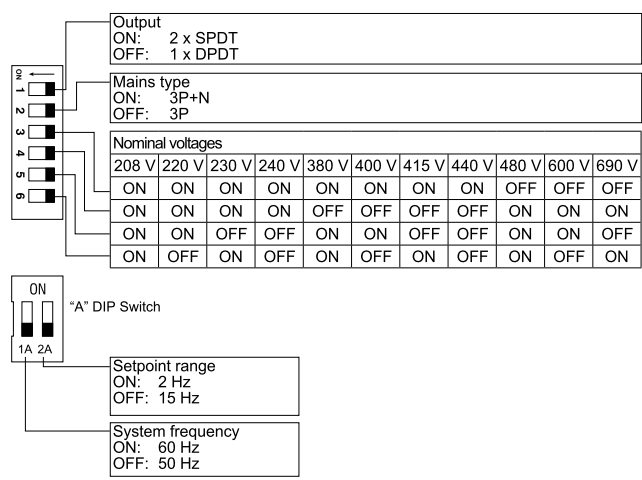 Output
ON: 2 x SPDT
OFF: 1 x DPDT
ON
1
2
3
4
5
6
Mains type
ON: 3P+N
OFF: 3P
Nominal voltages
208 V 220 V 230 V 240 V 380 V 400 V 415 V 440 V 480 V 600 V 690 V
ON ON ON ON ON ON ON ON OFF OFF OFF
ON ON ON ON OFF OFF OFF OFF ON ON ON
ON ON OFF OFF ON ON OFF OFF ON ON OFF
ON OFF ON OFF ON OFF ON OFF ON OFF ON
ON
"A" DIP Switch
1A 2A
Setpoint range
ON: 2 Hz
OFF: 15 Hz
System frequency
ON: 60 Hz
OFF: 50 Hz